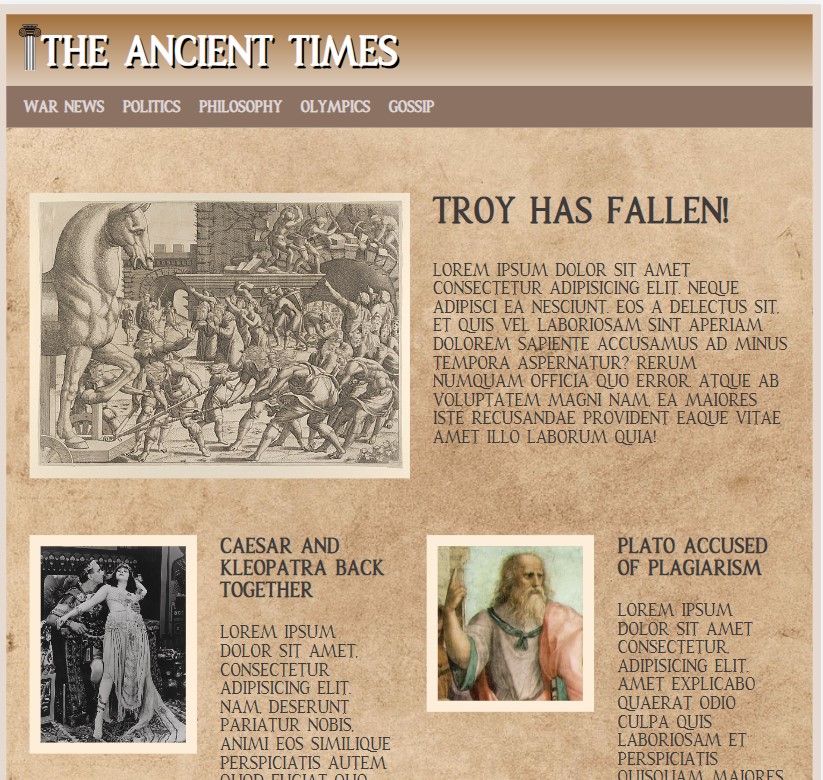 THE ANCIENT TIMES
WAR NEWS POLITICS PHILOSOPHY OLYMPICS GOSSIP
TROY HAS FALLEN!
LOREM IPSUM DOLOR SIT AMET
CONSECTETUR ADIPISICING ELIT. NEQUE
ADIPISCI EA NESCIUNT. EOS A DELECTUS SIT,
ET QUIS VEL LABORIOSAM SINT APERIAM
DOLOREM SAPIENTE ACCUSAMUS AD MINUS
TEMPORA ASPERNATUR? RERUM
NUMQUAM OFFICIA QUO ERROR ATQUE AB
VOLUPTATEM MAGNI NAM, EA MAIORES
ISTE RECUSANDAE PROVIDENT EAQUE VITAE
AMET ILLO LABORUM QUIA!
CAESAR AND
KLEOPATRA BACK
TOGETHER
LOREM IPSUM
DOLOR SIT AMET,
CONSECTETUR
ADIPISICING ELIT.
NAM, DESERUNT
PARIATUR NOBIS,
ANIMI EOS SIMILIQUE
PERSPICIATIS AUTEM
QUOD FUGIAT QUO
PLATO ACCUSED
OF PLAGIARISM
LOREM IPSUM
DOLOR SIT AMET
CONSECTETUR,
ADIPISICING ELIT.
AMET EXPLICABO
QUAERAT ODIO
CULPA QUIS
LABORIOSAM ET
PERSPICIATIS
QUISQUAM MAIORES